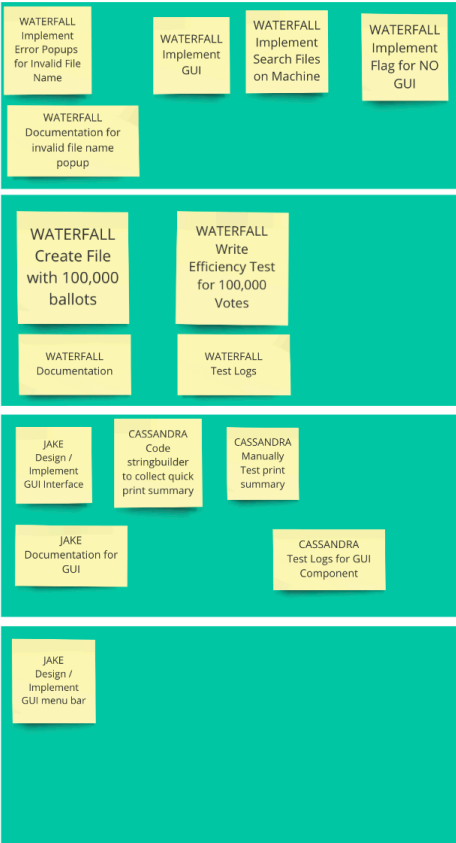 WATERFALL
Implement
Error Popups
for Invalid File
Name
WATERFALL
Implement
GUI
WATERFALL
Implement
Search Files
on Machine
WATERFALL
Implement
Flag for NO
GUI
WATERFALL
Documentation for
invalid file name
popup
WATERFALL
Create File
with 100,000
ballots
WATERFALL
Write
Efficiency Test
for 100,000
Votes
WATERFALL
Documentation
WATERFALL
Test Logs
JAKE
Design /
Implement
GUI Interface
CASSANDRA
Code
stringbuilder
to collect quick
print summary
CASSANDRA
Manually
Test print
summary
JAKE
Documentation for
GUI
CASSANDRA
Test Logs for GUI
Component
JAKE
Design /
Implement
GUI menu bar